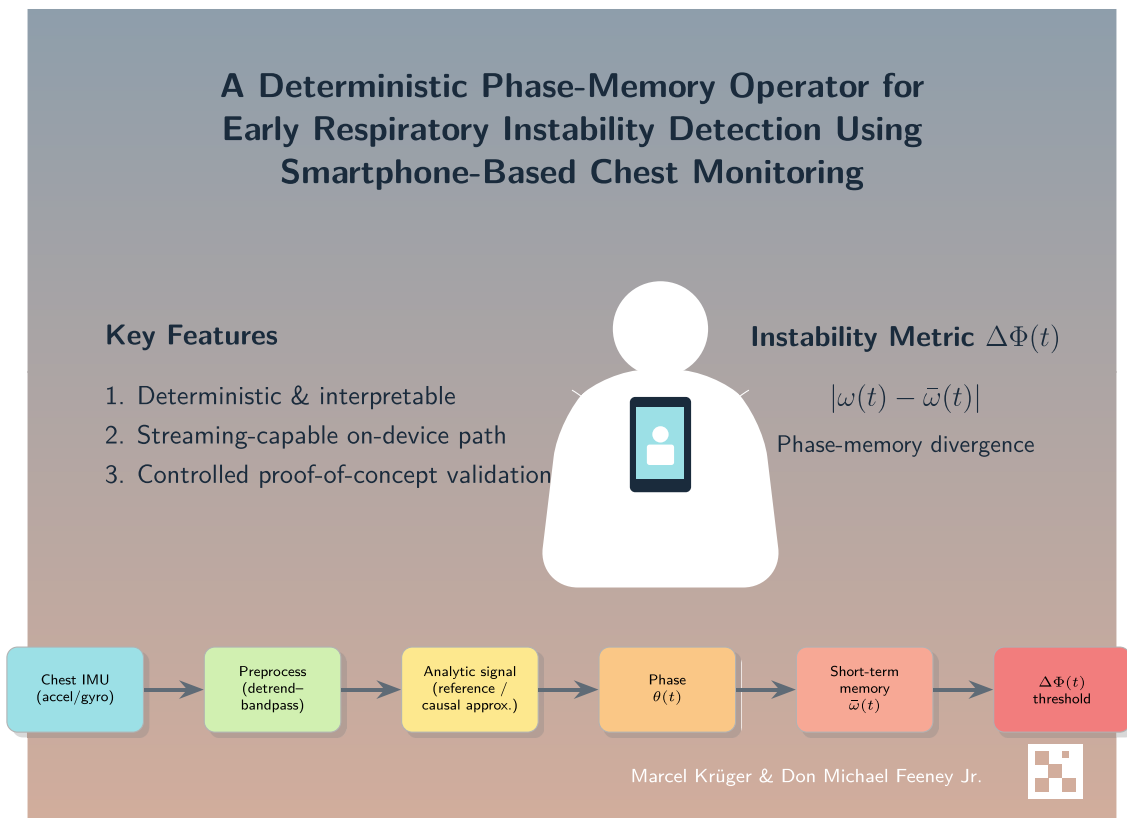 A Deterministic Phase-Memory Operator for
Early Respiratory Instability Detection Using
Smartphone-Based Chest Monitoring
Key Features
1. Deterministic & interpretable
2. Streaming-capable on-device path
3. Controlled proof-of-concept validation
Instability Metric ΔΦ(t)
|ω(t) − ω̄(t)|
Phase-memory divergence
Chest IMU
(accel/gyro)
Preprocess
(detrend–
bandpass)
Analytic signal
(reference /
causal approx.)
Phase
θ(t)
Short-term
memory
ω̄(t)
ΔΦ(t)
threshold
Marcel Krüger & Don Michael Feeney Jr.